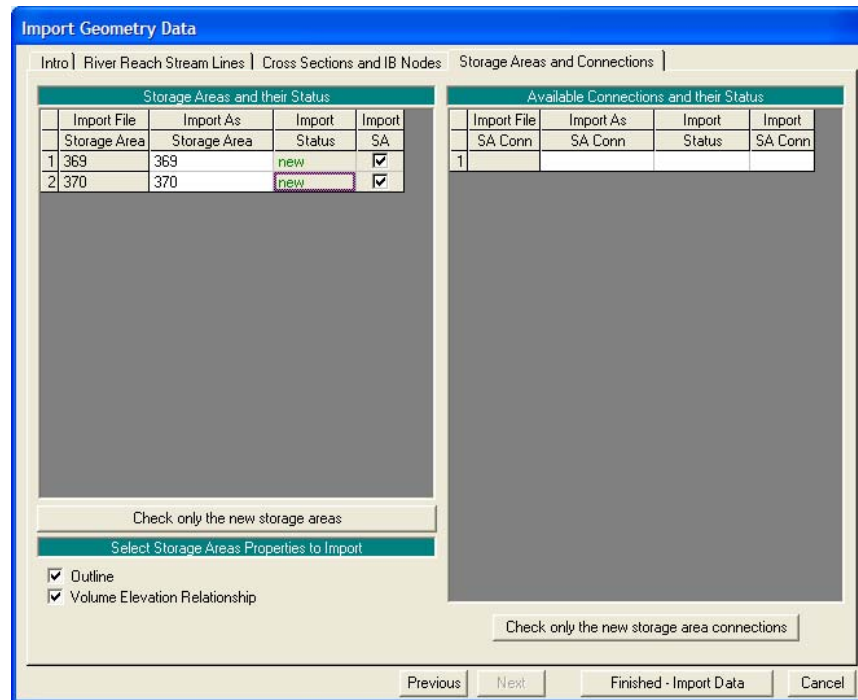 Import Geometry Data
Intro River Reach Stream Lines Cross Sections and IB Nodes Storage Areas and Connections
Storage Areas and their Status
Import File Import As Import Import
Storage Area Storage Area Status SA
1 369 369 new
2 370 370 new
Check only the new storage areas
Select Storage Areas Properties to Import
Outline
Volume Elevation Relationship
Available Connections and their Status
Import File Import As Import Import
SA Conn SA Conn Status SA Conn
1
Check only the new storage area connections
Previous Next Finished - Import Data Cancel